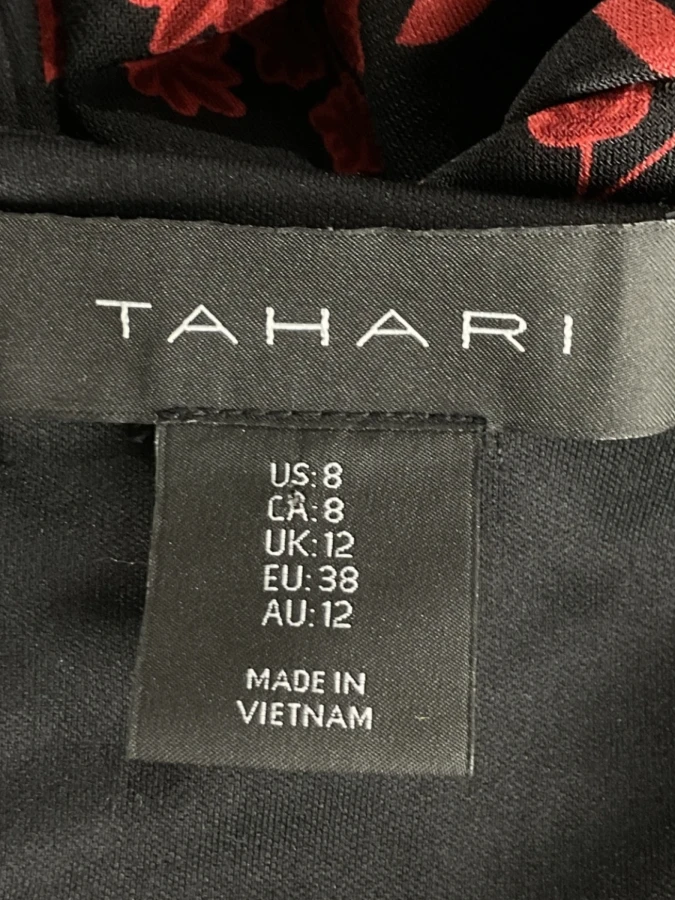 TAHARI
US: 8
CA: 8
UK: 12
EU: 38
AU: 12
MADE IN
VIETNAM